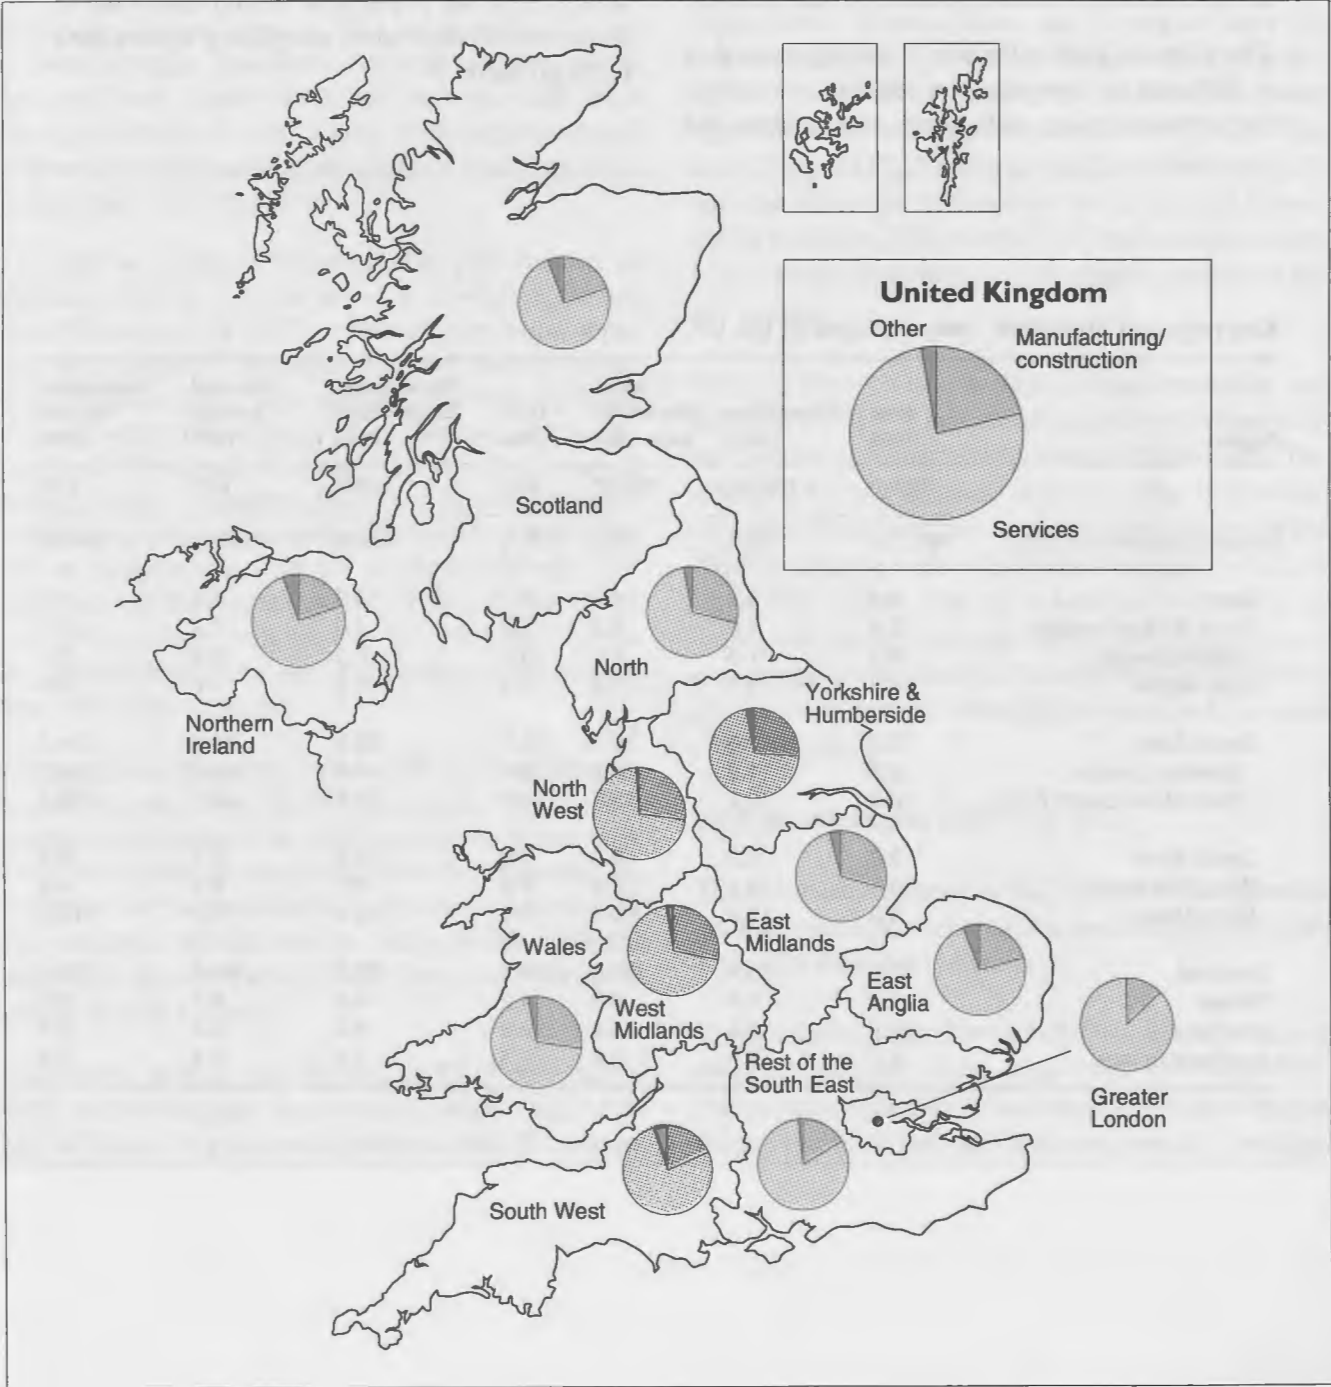 United Kingdom
Other
Manufacturing/
construction
Services
Scotland
North
Northern
Ireland
Yorkshire &
Humberside
North
West
East
Midlands
Wales
East
Anglia
West
Midlands
Rest of the
South East
Greater
London
South West